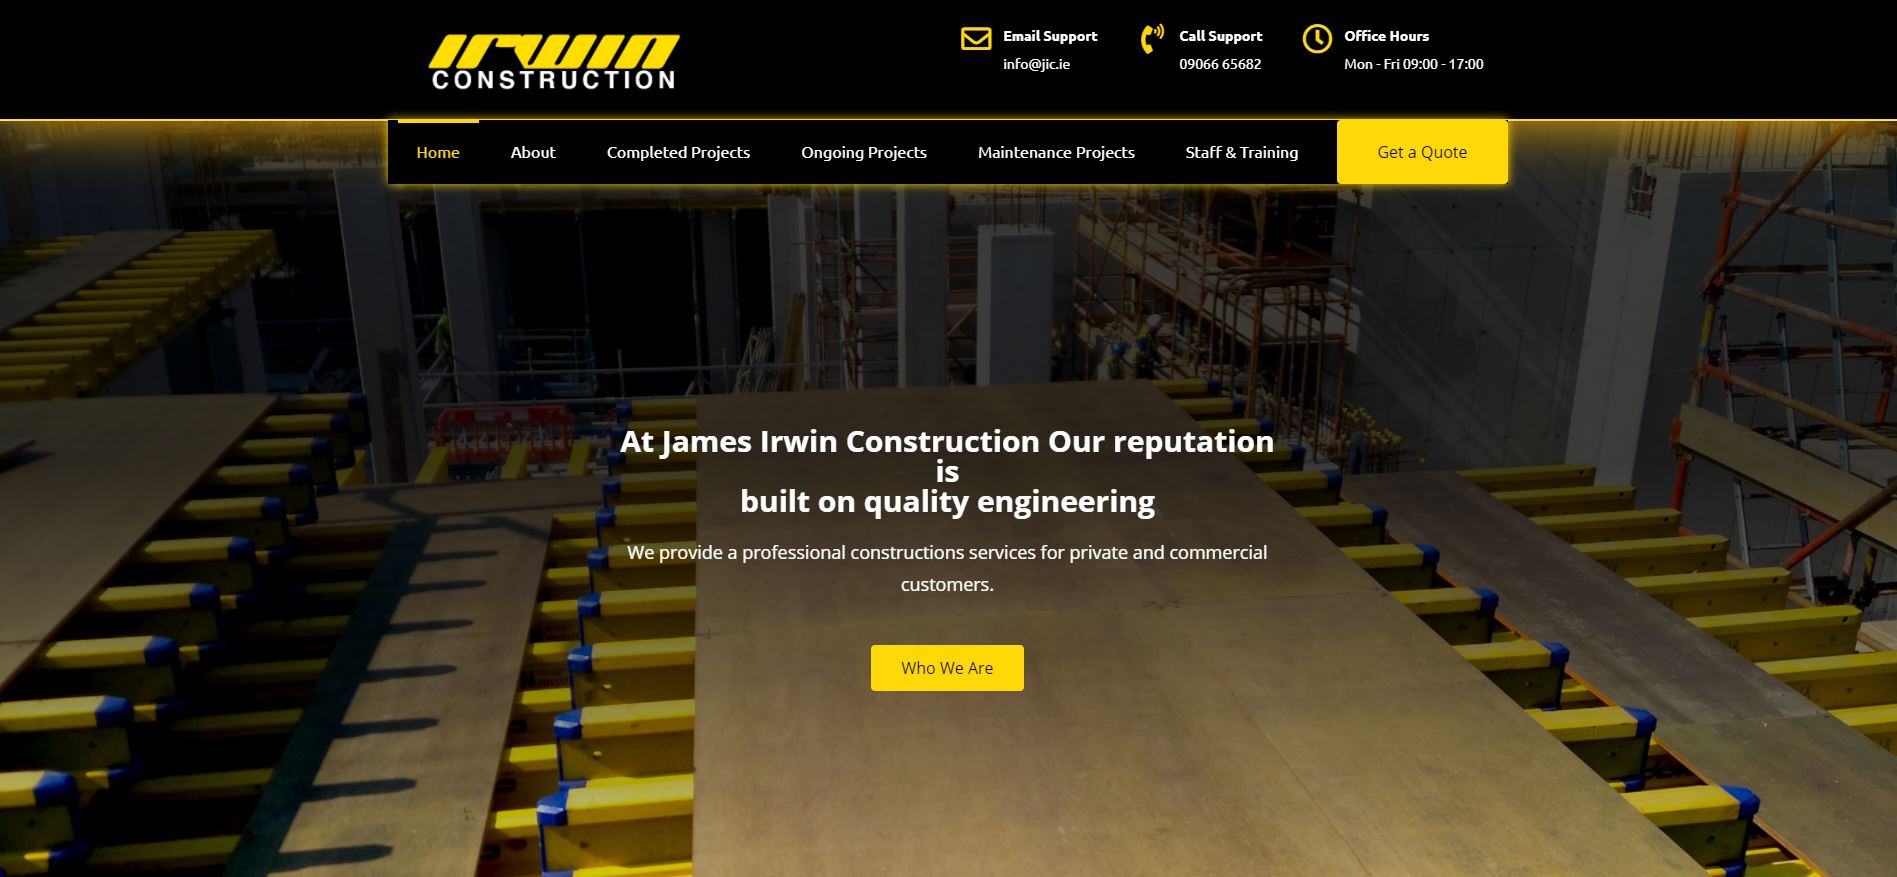 IRWIN
CONSTRUCTION
Email Support
info@jic.ie
Call Support
09066 65682
Office Hours
Mon - Fri 09:00 - 17:00
Home
About
Completed Projects
Ongoing Projects
Maintenance Projects
Staff & Training
Get a Quote
At James Irwin Construction Our reputation
is
built on quality engineering
We provide a professional constructions services for private and commercial
customers.
Who We Are